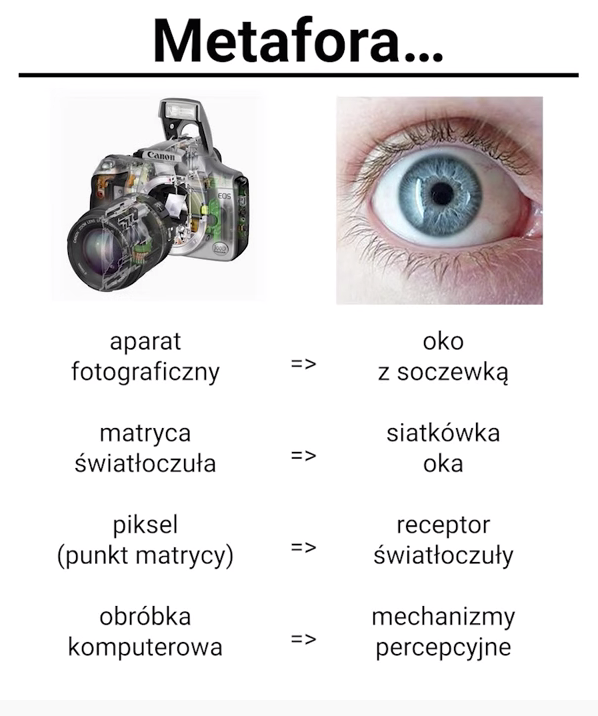 Metafora...
Canon
EOS
aparat
fotograficzny
=>
oko
z soczewką
matryca
światłoczuła
=>
siatkówka
oka
piksel
(punkt matrycy)
=>
receptor
światłoczuły
obróbka
komputerowa
=>
mechanizmy
percepcyjne